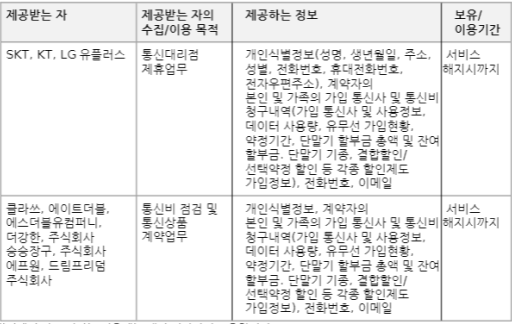 제공받는 자
제공받는 자의
수집/이용 목적
제공하는 정보
보유/
이용기간
SKT, KT, LG 유플러스
통신대리점
제휴업무
개인식별정보(성명, 생년월일, 주소,
성별, 전화번호, 휴대전화번호,
전자우편주소), 계약자의
본인 및 가족의 가입 통신사 및 통신비
청구내역(가입 통신사 및 사용정보,
데이터 사용량, 유무선 가입현황,
약정기간, 단말기 할부금 총액 및 잔여
할부금. 단말기 기종, 결합할인/
선택약정 할인 등 각종 할인제도
가입정보), 전화번호, 이메일
서비스
해지시까지
클라쓰, 에이트더블,
에스더블유컴퍼니,
더강한, 주식회사
승승장구, 주식회사
에프원, 드림프리덤
주식회사
통신비 점검 및
통신상품
계약업무
개인식별정보, 계약자의
본인 및 가족의 가입 통신사 및 통신비
청구내역(가입 통신사 및 사용정보,
데이터 사용량, 유무선 가입현황,
약정기간, 단말기 할부금 총액 및 잔여
할부금, 단말기 기종, 결합할인/
선택약정 할인 등 각종 할인제도
가입정보), 전화번호, 이메일
서비스
해지시까지